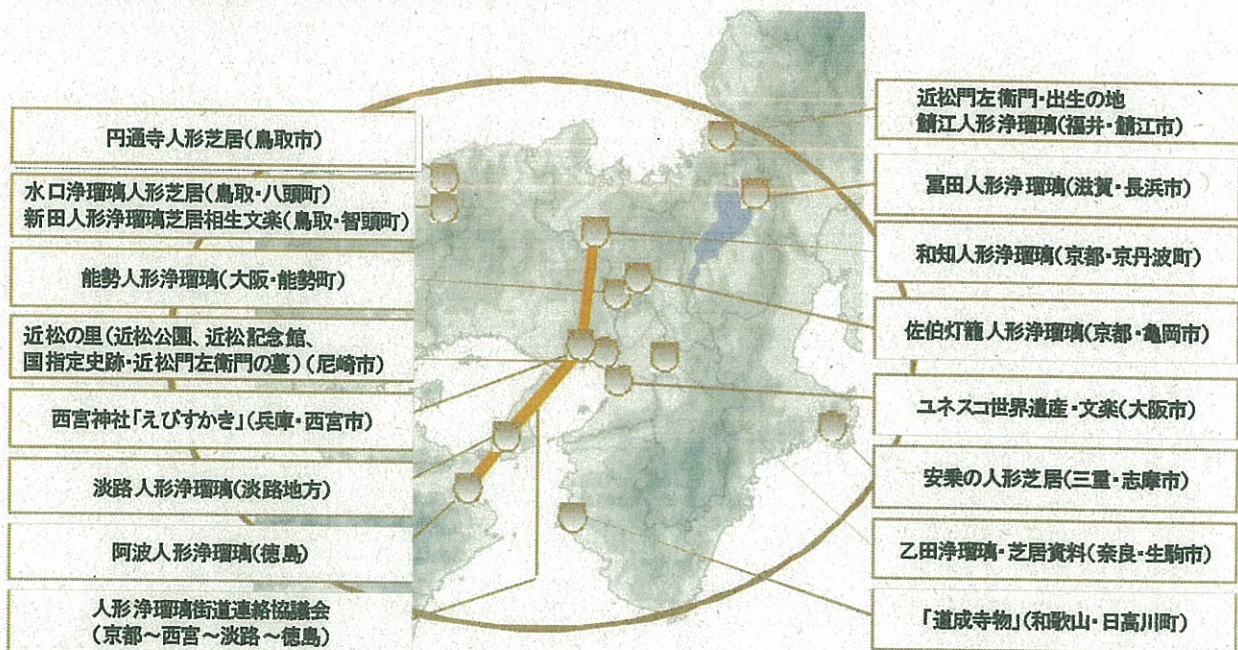 円通寺人形芝居(鳥取市)
水口浄瑠璃人形芝居(鳥取・八頭町)
新田人形浄瑠璃芝居相生文楽(鳥取・智頭町)
能勢人形浄瑠璃(大阪・能勢町)
近松の里(近松公園、近松記念館、
国指定史跡・近松門左衛門の墓)(尼崎市)
西宮神社「えびすかき」(兵庫・西宮市)
淡路人形浄瑠璃(淡路地方)
阿波人形浄瑠璃(徳島)
人形浄瑠璃街道連絡協議会
(京都～西宮～淡路～徳島)
近松門左衛門・出生の地
鯖江人形浄瑠璃(福井・鯖江市)
冨田人形浄瑠璃(滋賀・長浜市)
和知人形浄瑠璃(京都・京丹波町)
佐伯灯籠人形浄瑠璃(京都・亀岡市)
ユネスコ世界遺産・文楽(大阪市)
安乗の人形芝居(三重・志摩市)
乙田浄瑠璃・芝居資料(奈良・生駒市)
「道成寺物」(和歌山・日高川町)